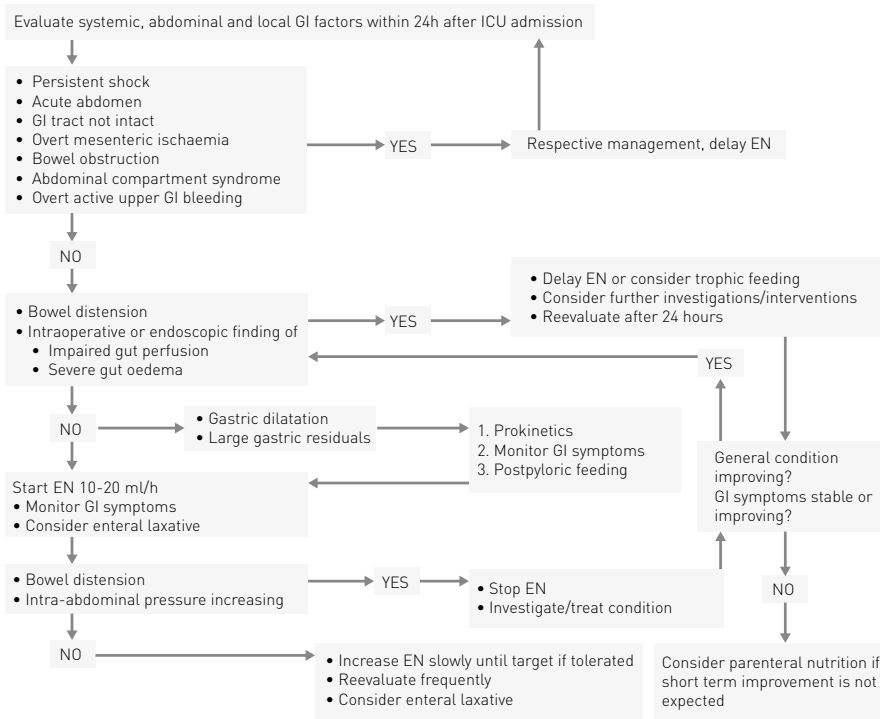 Evaluate systemic, abdominal and local GI factors within 24h after ICU admission
• Persistent shock
• Acute abdomen
• GI tract not intact
• Overt mesenteric ischaemia
• Bowel obstruction
• Abdominal compartment syndrome
• Overt active upper GI bleeding
YES
Respective management, delay EN
NO
• Bowel distension
• Intraoperative or endoscopic finding of
• Impaired gut perfusion
• Severe gut oedema
YES
• Delay EN or consider trophic feeding
• Consider further investigations/interventions
• Reevaluate after 24 hours
YES
NO
• Gastric dilatation
• Large gastric residuals
1. Prokinetics
2. Monitor GI symptoms
3. Postpyloric feeding
General condition
improving?
GI symptoms stable or
improving?
Start EN 10-20 ml/h
• Monitor GI symptoms
• Consider enteral laxative
• Bowel distension
• Intra-abdominal pressure increasing
YES
• Stop EN
• Investigate/treat condition
NO
NO
• Increase EN slowly until target if tolerated
• Reevaluate frequently
• Consider enteral laxative
Consider parenteral nutrition if
short term improvement is not
expected